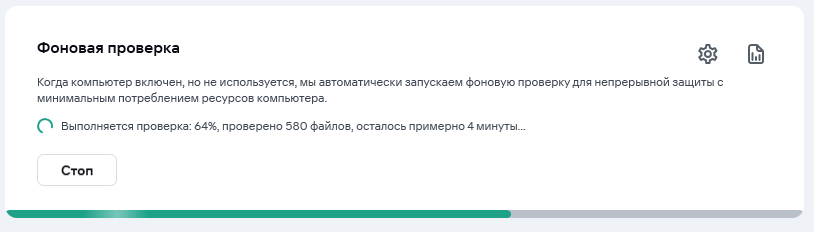 Фоновая проверка
Когда компьютер включен, но не используется, мы автоматически запускаем фоновую проверку для непрерывной защиты с
минимальным потреблением ресурсов компьютера.
Выполняется проверка: 64%, проверено 580 файлов, осталось примерно 4 минуты...
Стоп